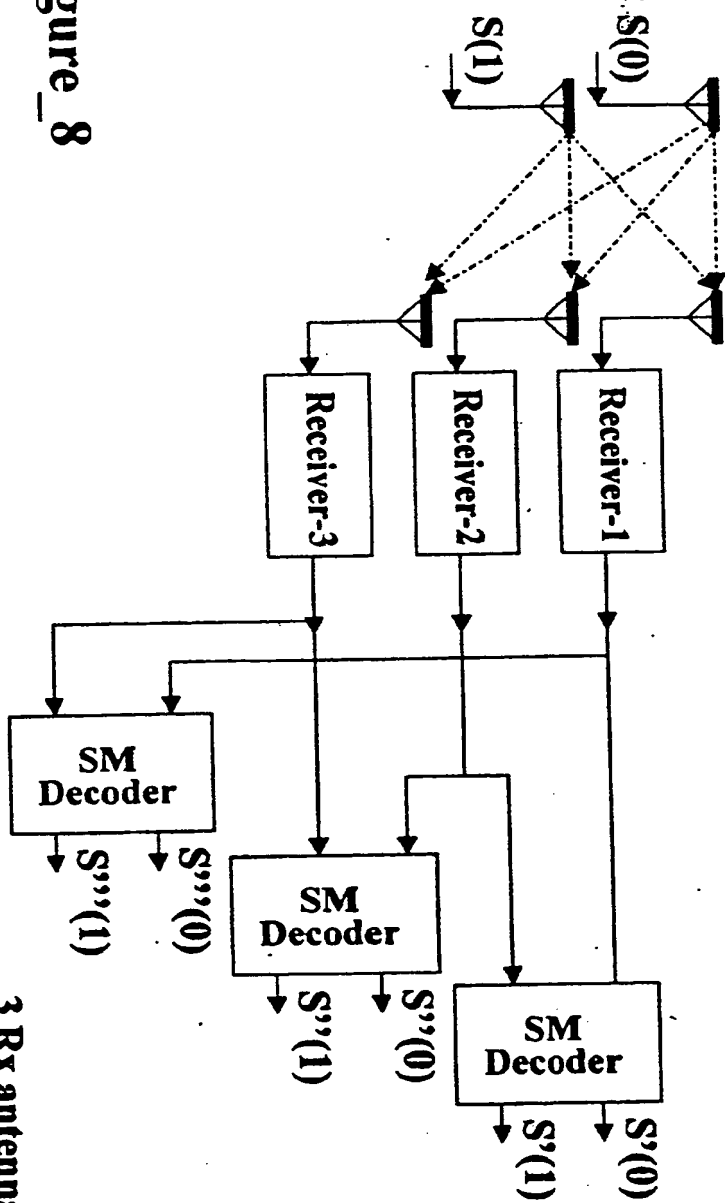 S(0)
S(1)
Receiver-1
Receiver-2
Receiver-3
SM
Decoder
S'(0)
S'(1)
SM
Decoder
S''(0)
S''(1)
SM
Decoder
S'''(0)
S'''(1)
gure_8
3 Rx antenn